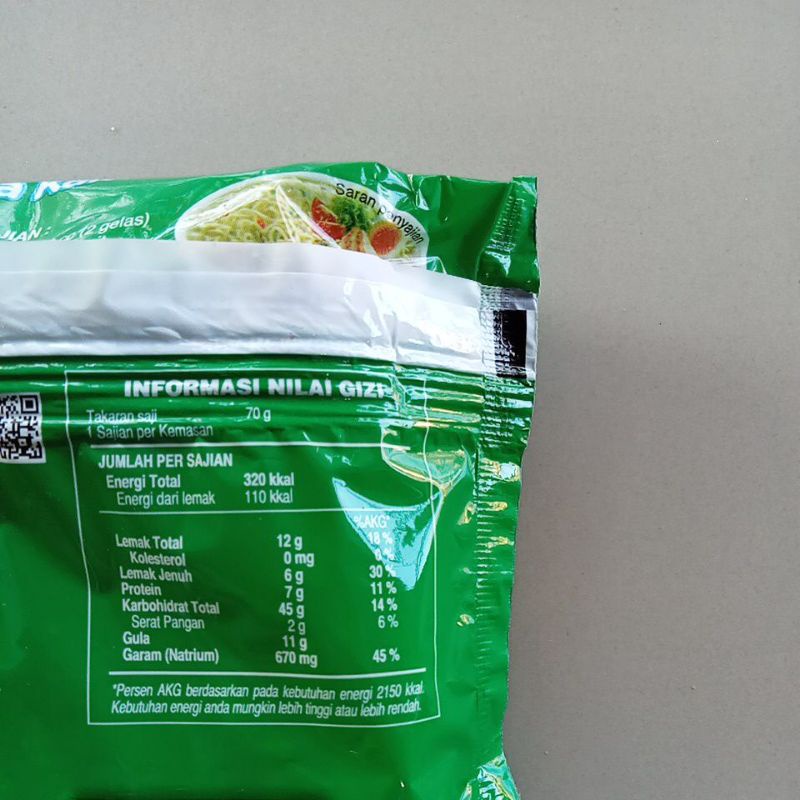 Saran penyajian
(2 gelas)
INFORMASI NILAI GIZI
Takaran saji 70 g
1 Sajian per Kemasan
JUMLAH PER SAJIAN
Energi Total 320 kkal
Energi dari lemak 110 kkal
%AKG*
Lemak Total 12 g 18 %
Kolesterol 0 mg 0 %
Lemak Jenuh 6 g 30 %
Protein 7 g 11 %
Karbohidrat Total 45 g 14 %
Serat Pangan 2 g 6 %
Gula 11 g
Garam (Natrium) 670 mg 45 %
*Persen AKG berdasarkan pada kebutuhan energi 2150 kkal.
Kebutuhan energi anda mungkin lebih tinggi atau lebih rendah.